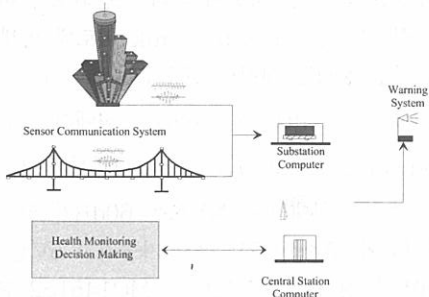 Warning
System
Sensor Communication System
Substation
Computer
Health Monitoring
Decision Making
Central Station
Computer